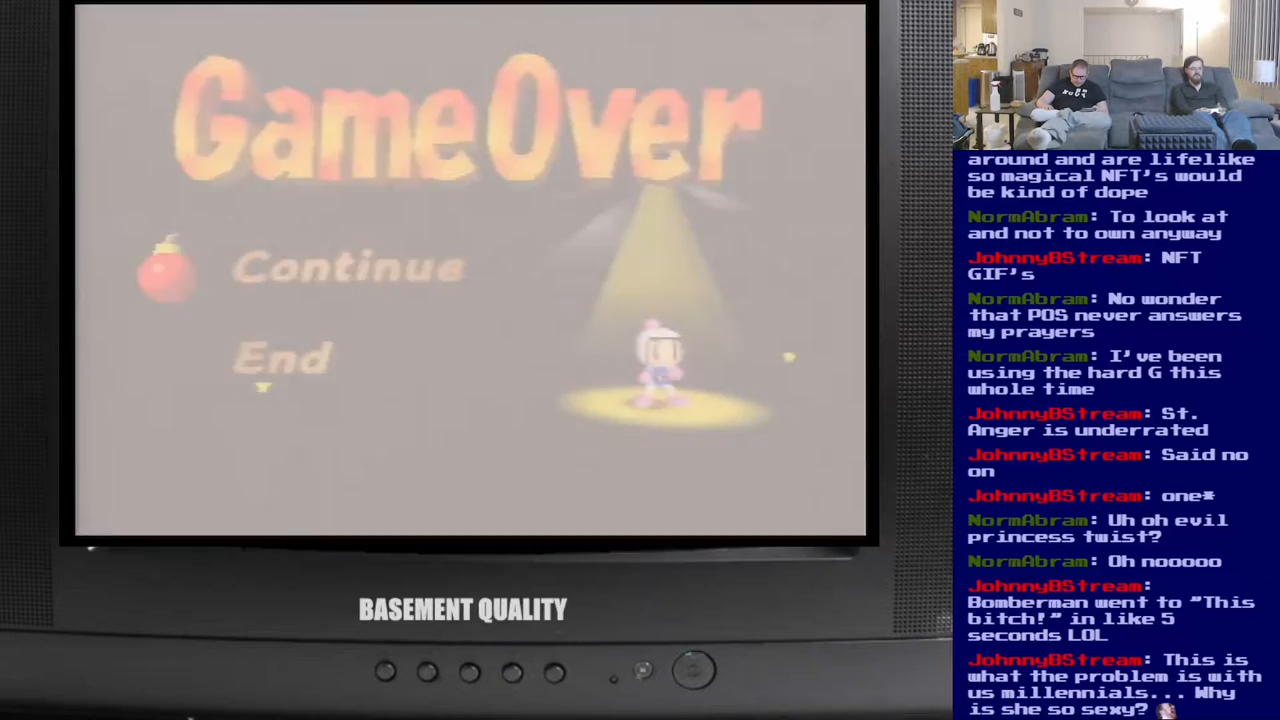 Game Over
Continue
End
BASEMENT QUALITY
around and are lifelike
so magical NFT's would
be kind of dope
NormAbram: To look at
and not to own anyway
JohnnyBStream: NFT
GIF's
NormAbram: No wonder
that POS never answers
my prayers
NormAbram: I've been
using the hard G this
whole time
JohnnyBStream: St.
Anger is underrated
JohnnyBStream: Said no
on
JohnnyBStream: one*
NormAbram: Uh oh evil
princess twist?
NormAbram: Oh nooooo
JohnnyBStream:
Bomberman went to "This
bitch!" in like 5
seconds LOL
JohnnyBStream: This is
what the problem is with
us millennials... Why
is she so sexy?